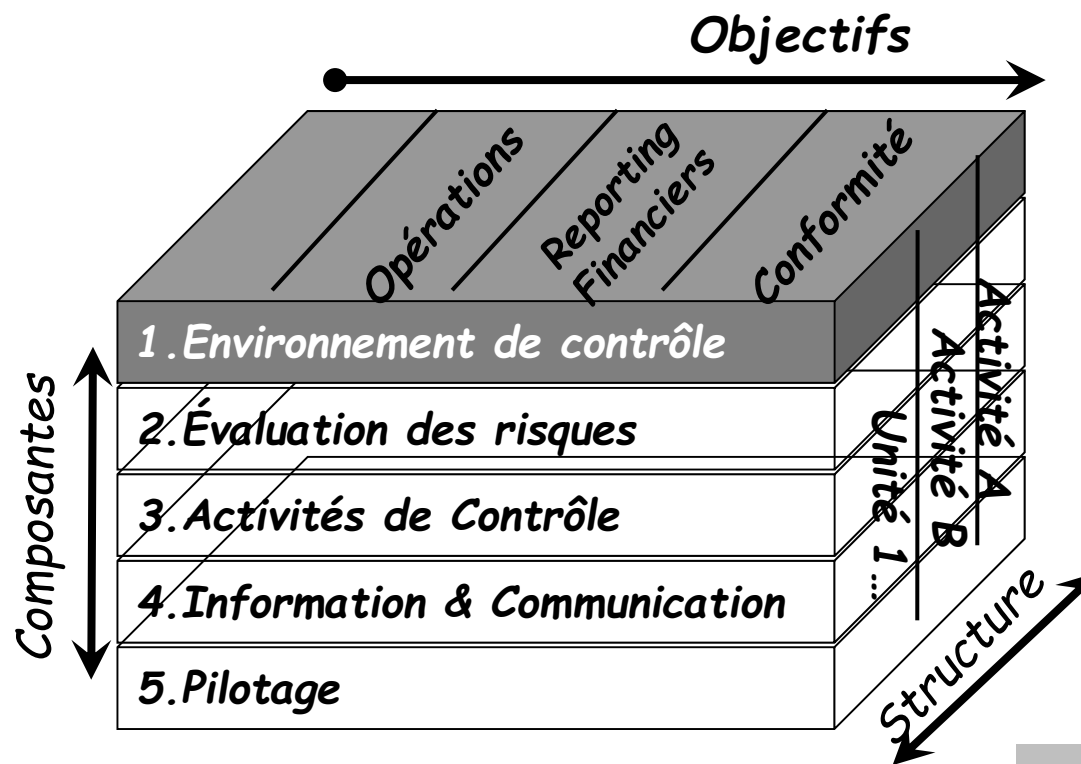 Objectifs
Opérations
Reporting
Financiers
Conformité
1.Environnement de contrôle
2.Évaluation des risques
3.Activités de Contrôle
4.Information & Communication
5.Pilotage
Composantes
Activité A
Activité B
Unité 1...
Structure